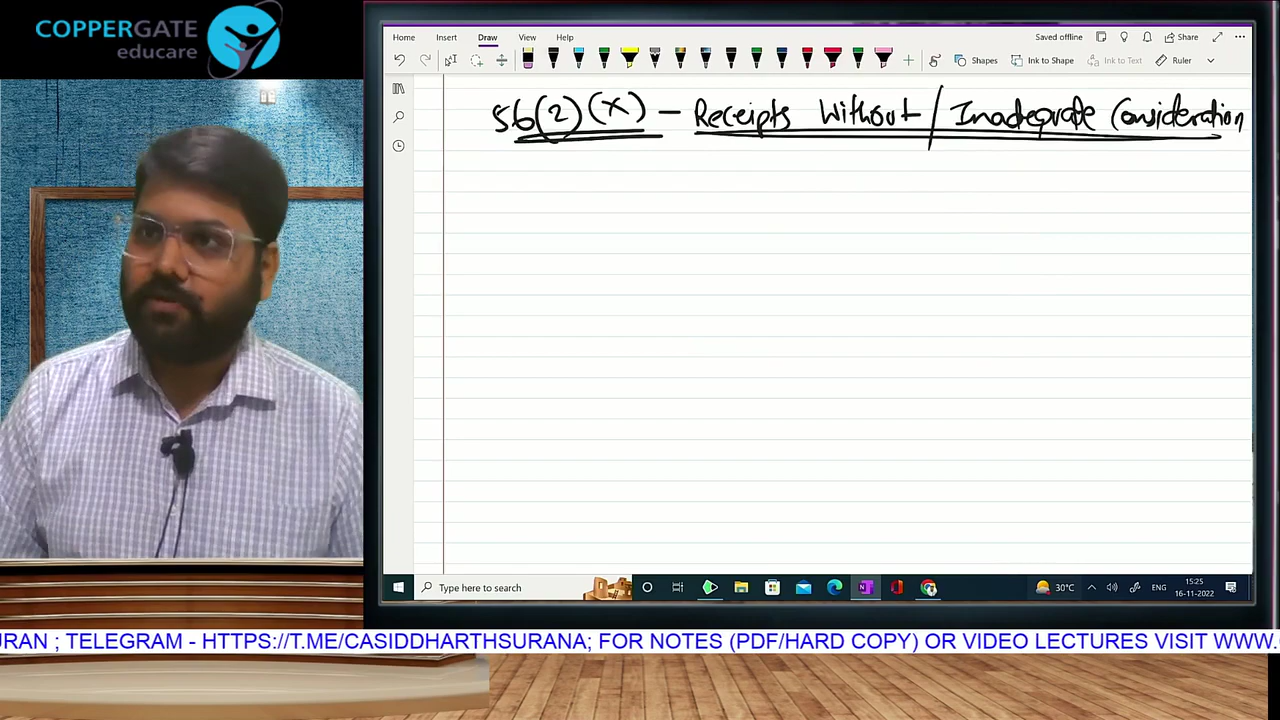 COPPERGATE
educare
Home Insert Draw View Help
Saved offline
Share
Shapes
Ink to Shape
Ink to Text
Ruler
56(2)(x) – Receipts Without / Inadequate Consideration
Type here to search
30°C
ENG
15:25
16-11-2022
URAN ; TELEGRAM - HTTPS://T.ME/CASIDDHARTHSURANA; FOR NOTES (PDF/HARD COPY) OR VIDEO LECTURES VISIT WWW.